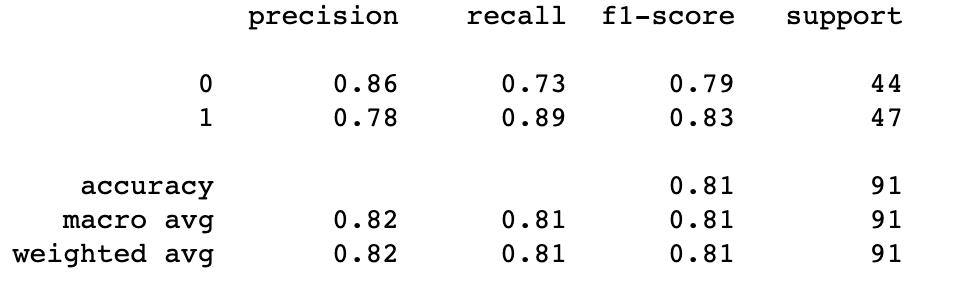 precision recall f1-score support
0 0.86 0.73 0.79 44
1 0.78 0.89 0.83 47
accuracy 0.81 91
macro avg 0.82 0.81 0.81 91
weighted avg 0.82 0.81 0.81 91